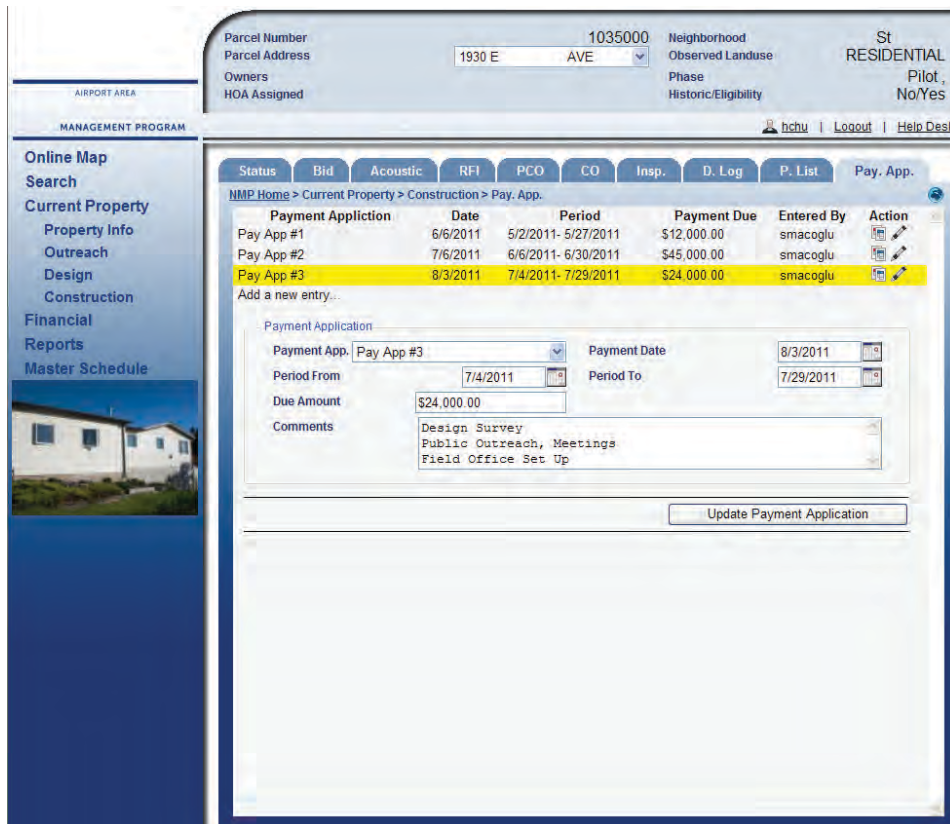 Parcel Number 1035000 Neighborhood St
Parcel Address 1930 E AVE Observed Landuse RESIDENTIAL
Owners Phase Pilot ,
HOA Assigned Historic/Eligibility No/Yes
AIRPORT AREA
MANAGEMENT PROGRAM
hchu | Logout | Help Des
Online Map
Search
Current Property
Property Info
Outreach
Design
Construction
Financial
Reports
Master Schedule
Status Bid Acoustic RFI PCO CO Insp. D. Log P. List Pay. App.
NMP Home > Current Property > Construction > Pay. App.
Payment Appliction Date Period Payment Due Entered By Action
Pay App #1 6/6/2011 5/2/2011- 5/27/2011 $12,000.00 smacoglu
Pay App #2 7/6/2011 6/6/2011- 6/30/2011 $45,000.00 smacoglu
Pay App #3 8/3/2011 7/4/2011- 7/29/2011 $24,000.00 smacoglu
Add a new entry...
Payment Application
Payment App. Pay App #3 Payment Date 8/3/2011
Period From 7/4/2011 Period To 7/29/2011
Due Amount $24,000.00
Comments Design Survey
Public Outreach, Meetings
Field Office Set Up
Update Payment Application